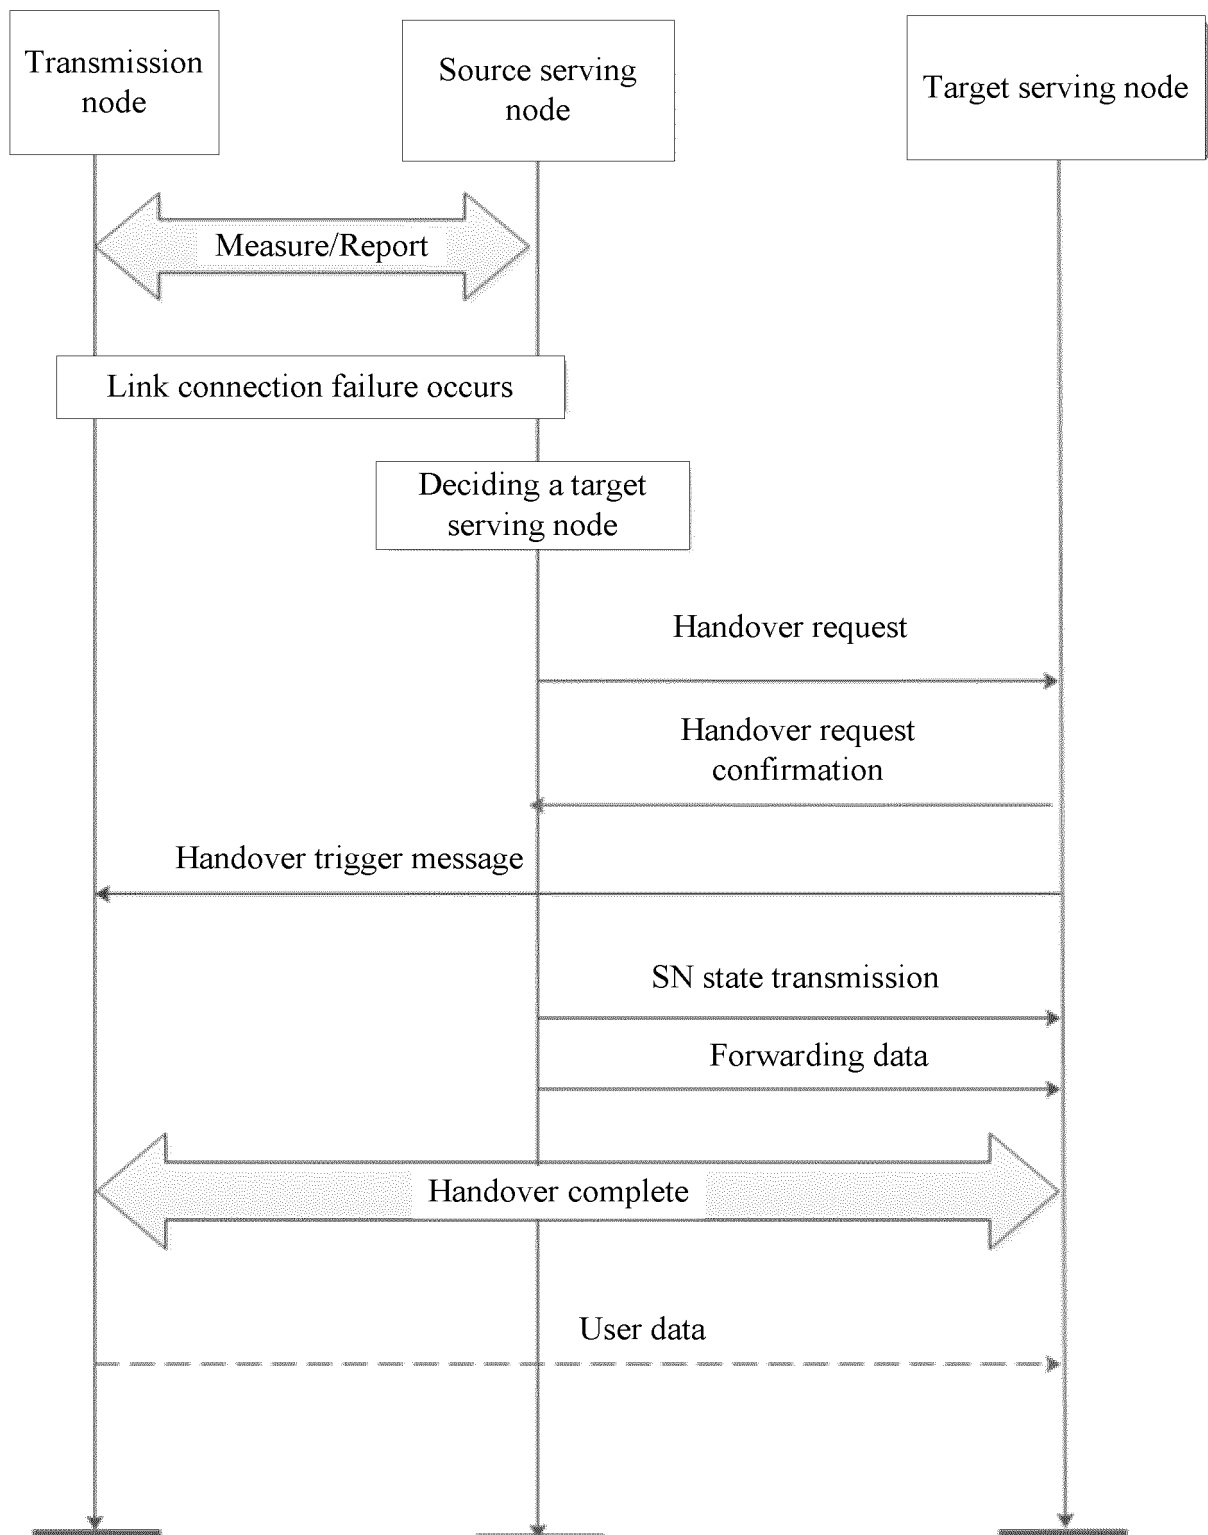 Transmission
node
Source serving
node
Target serving node
Measure/Report
Link connection failure occurs
Deciding a target
serving node
Handover request
Handover request
confirmation
Handover trigger message
SN state transmission
Forwarding data
Handover complete
User data